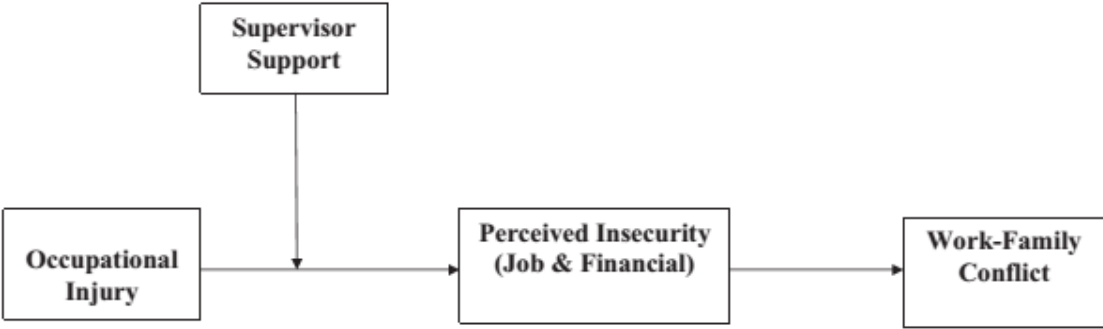 Supervisor
Support
Occupational
Injury
Perceived Insecurity
(Job & Financial)
Work-Family
Conflict